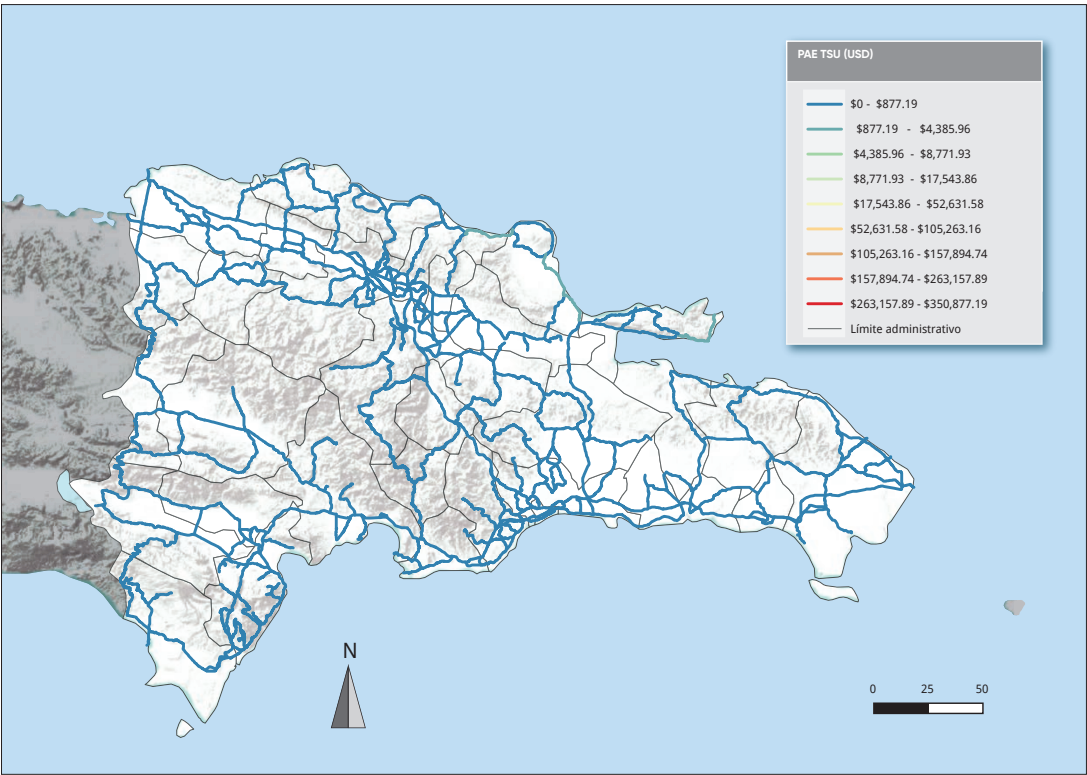 PAE TSU (USD)
$0 - $877.19
$877.19 - $4,385.96
$4,385.96 - $8,771.93
$8,771.93 - $17,543.86
$17,543.86 - $52,631.58
$52,631.58 - $105,263.16
$105,263.16 - $157,894.74
$157,894.74 - $263,157.89
$263,157.89 - $350,877.19
Límite administrativo
N
0 25 50